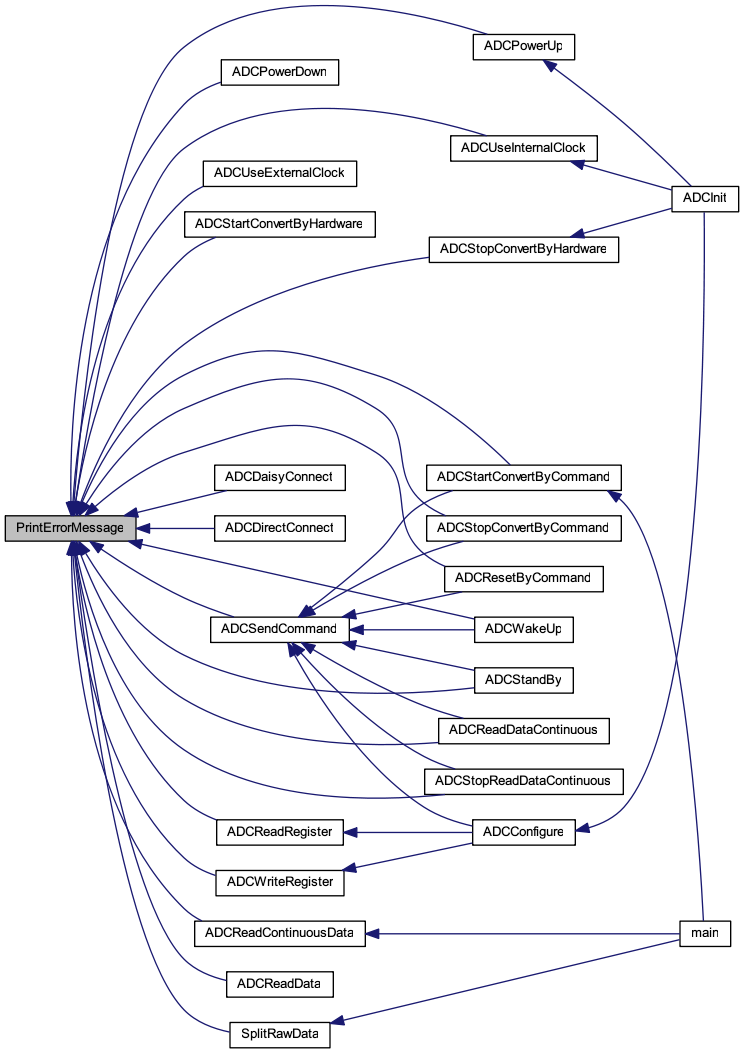 ADCPowerUp
ADCPowerDown
ADCUseInternalClock
ADCUseExternalClock
ADCInit
ADCStartConvertByHardware
ADCStopConvertByHardware
ADCDaisyConnect
ADCStartConvertByCommand
PrintErrorMessage
ADCDirectConnect
ADCStopConvertByCommand
ADCResetByCommand
ADCSendCommand
ADCWakeUp
ADCStandBy
ADCReadDataContinuous
ADCStopReadDataContinuous
ADCReadRegister
ADCConfigure
ADCWriteRegister
ADCReadContinuousData
main
ADCReadData
SplitRawData